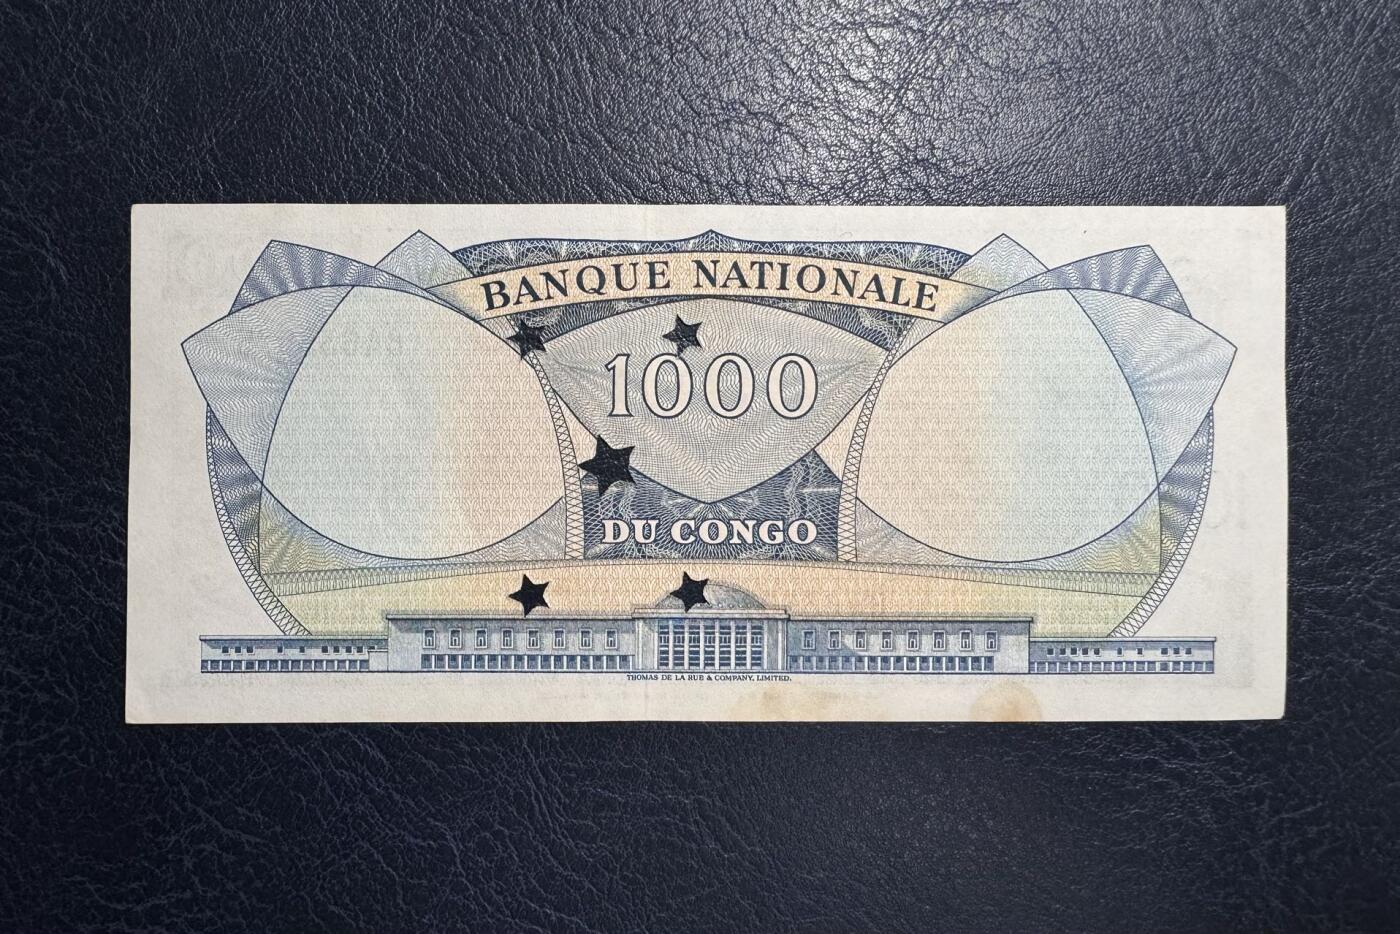 BANQUE NATIONALE
1000
DU CONGO
THOMAS DE LA RUE & COMPANY, LIMITED.